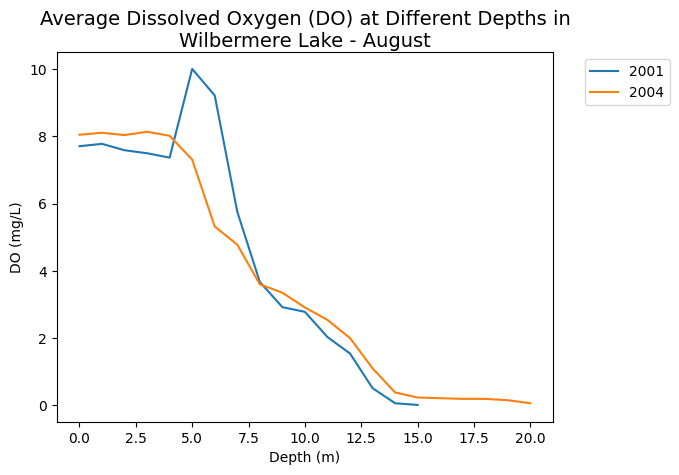 Average Dissolved Oxygen (DO) at Different Depths in
Wilbermere Lake - August
2001
2004
10
8
6
4
2
0
DO (mg/L)
0.0 2.5 5.0 7.5 10.0 12.5 15.0 17.5 20.0
Depth (m)